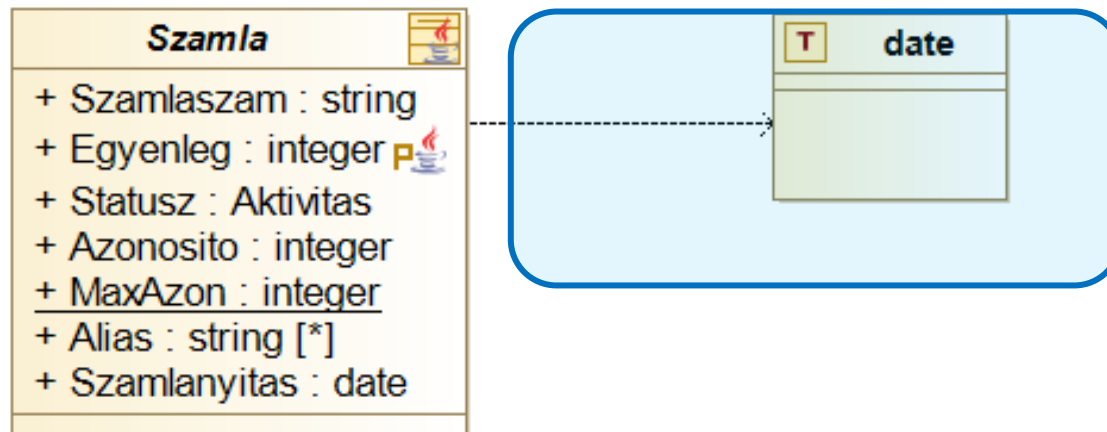 Szamla
+ Szamlaszam : string
+ Egyenleg : integer P
+ Statusz : Aktivitas
+ Azonosito : integer
+ MaxAzon : integer
+ Alias : string [*]
+ Szamlanyitas : date
T date